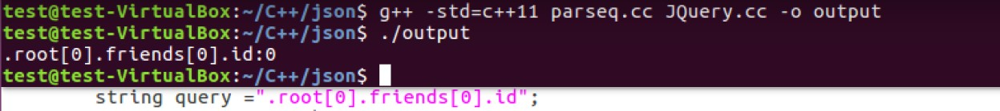 test@test-VirtualBox:~/C++/json$ g++ -std=c++11 parseq.cc JQuery.cc -o output
test@test-VirtualBox:~/C++/json$ ./output
.root[0].friends[0].id:0
test@test-VirtualBox:~/C++/json$
string query =".root[0].friends[0].id";